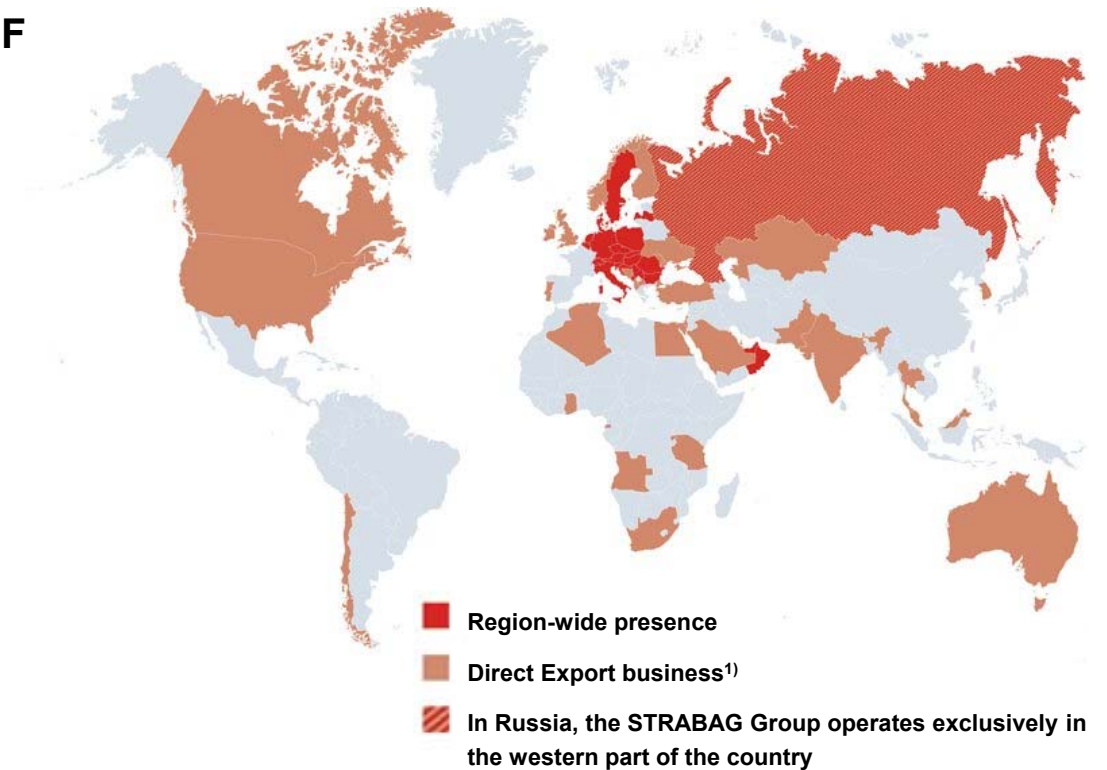 F
Region-wide presence
Direct Export business1)
In Russia, the STRABAG Group operates exclusively in
the western part of the country